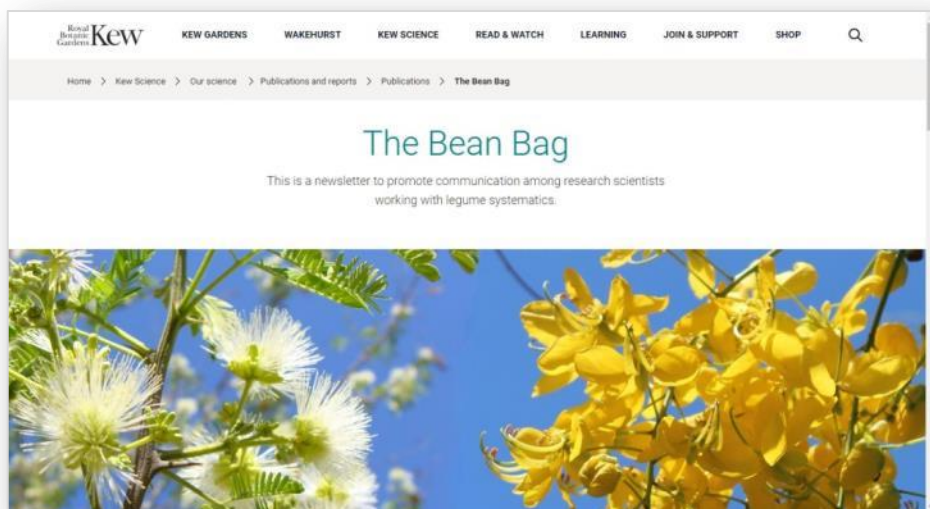 Royal
Botanic
Gardens Kew
KEW GARDENS WAKEHURST KEW SCIENCE READ & WATCH LEARNING JOIN & SUPPORT SHOP
Home > Kew Science > Our science > Publications and reports > Publications > The Bean Bag
The Bean Bag
This is a newsletter to promote communication among research scientists
working with legume systematics.